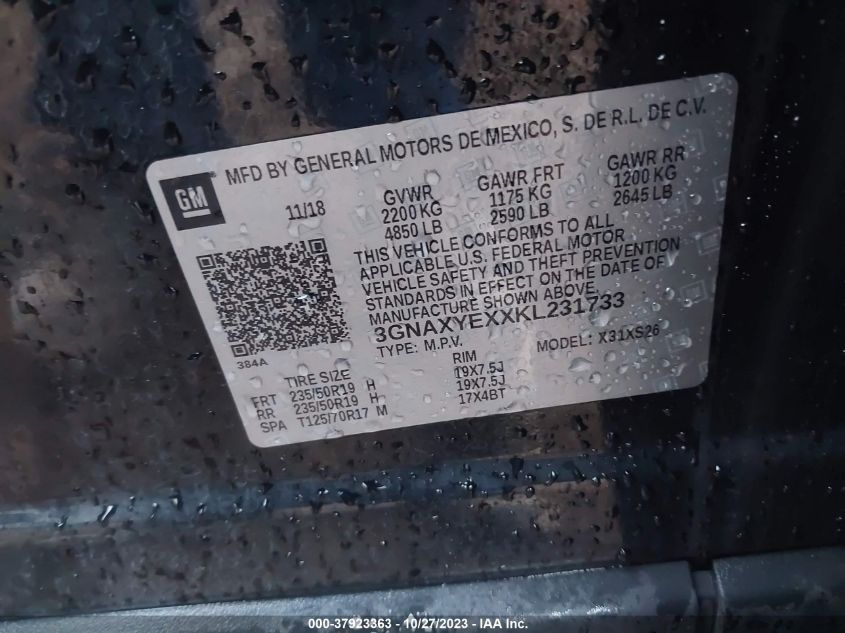 MFD BY GENERAL MOTORS DE MEXICO, S. DE R.L. DE C.V.
GM
11/18
GVWR GAWR FRT GAWR RR
2200 KG 1175 KG 1200 KG
4850 LB 2590 LB 2645 LB
THIS VEHICLE CONFORMS TO ALL
APPLICABLE U.S. FEDERAL MOTOR
VEHICLE SAFETY AND THEFT PREVENTION
STANDARDS IN EFFECT ON THE DATE OF
MANUFACTURE SHOWN ABOVE.
3GNAXYEXXKL231733
TYPE: M.P.V. MODEL: X31XS26
384A
TIRE SIZE RIM
FRT 235/50R19 H 19X7.5J
RR 235/50R19 H 19X7.5J
SPA T125/70R17 M 17X4BT
000-37923363 - 10/27/2023 - IAA Inc.